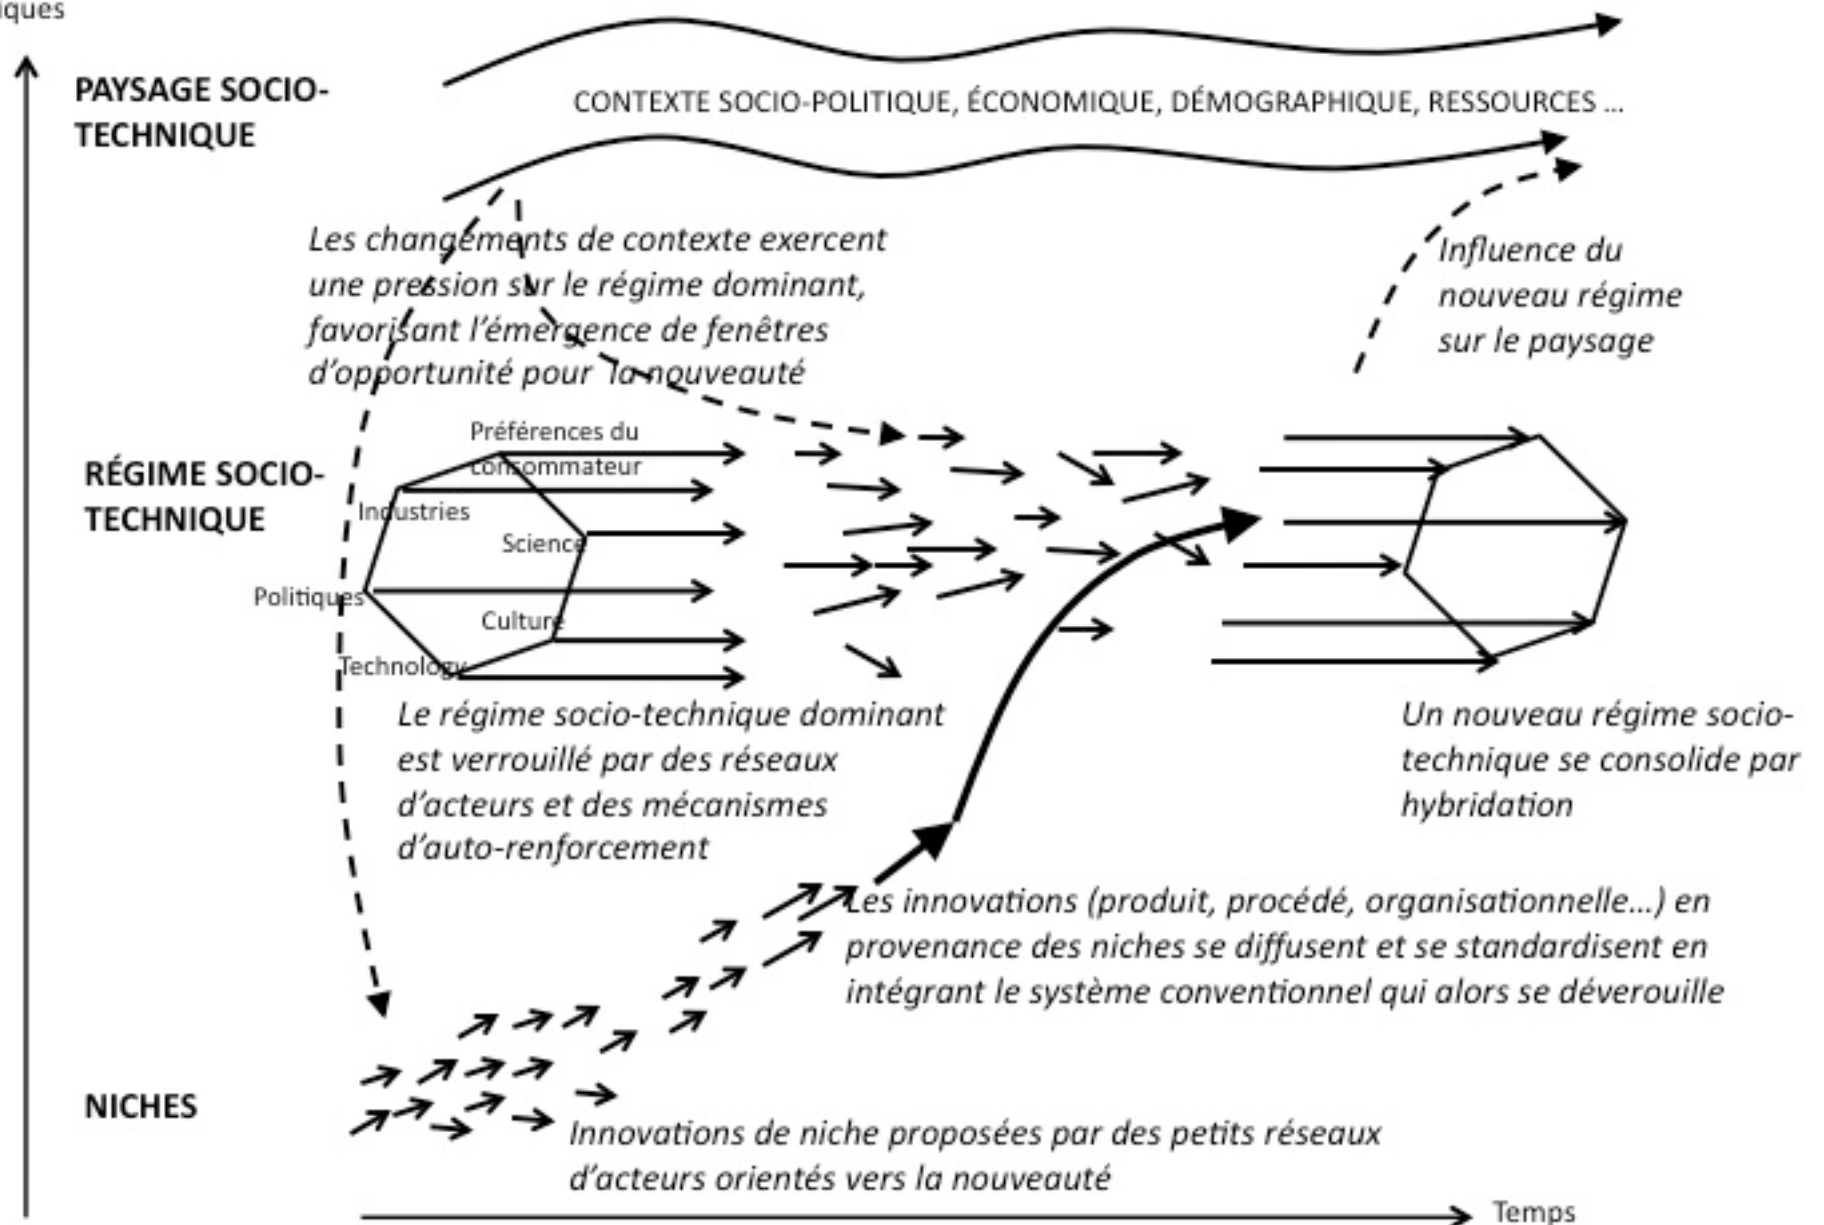 iques
PAYSAGE SOCIO-
TECHNIQUE
CONTEXTE SOCIO-POLITIQUE, ÉCONOMIQUE, DÉMOGRAPHIQUE, RESSOURCES ...
Les changements de contexte exercent
une pression sur le régime dominant,
favorisant l'émergence de fenêtres
d'opportunité pour la nouveauté
Influence du
nouveau régime
sur le paysage
RÉGIME SOCIO-
TECHNIQUE
Préférences du
consommateur
Industries
Science
Politiques
Culture
Technology
Le régime socio-technique dominant
est verrouillé par des réseaux
d'acteurs et des mécanismes
d'auto-renforcement
Un nouveau régime socio-
technique se consolide par
hybridation
Les innovations (produit, procédé, organisationnelle...) en
provenance des niches se diffusent et se standardisent en
intégrant le système conventionnel qui alors se déverouille
NICHES
Innovations de niche proposées par des petits réseaux
d'acteurs orientés vers la nouveauté
Temps